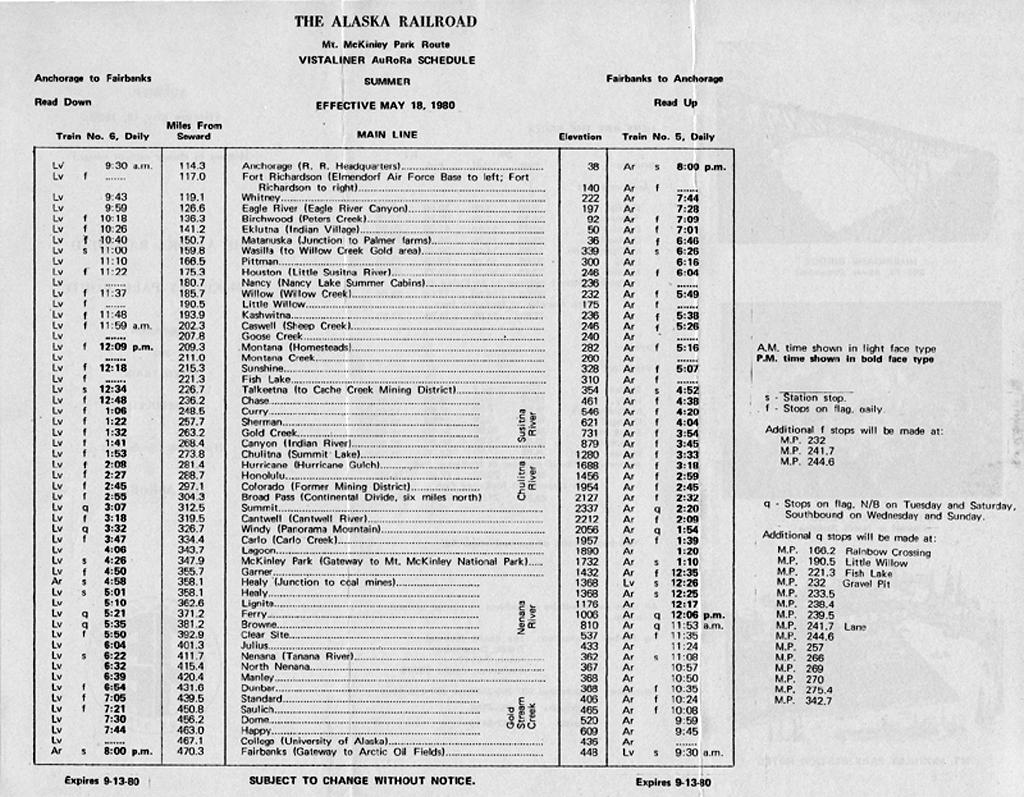 THE ALASKA RAILROAD
Mt. McKinley Park Route
VISTALINER AuRoRa SCHEDULE
Anchorage to Fairbanks SUMMER Fairbanks to Anchorage
Read Down EFFECTIVE MAY 18, 1980 Read Up
Train No. 6, Daily Miles From Seward MAIN LINE Elevation Train No. 5, Daily
Lv 9:30 a.m. 114.3 Anchorage (R. R. Headquarters) 38 Ar s 8:00 p.m.
Lv f ....... 117.0 Fort Richardson (Elmendorf Air Force Base to left; Fort
Richardson to right) 140 Ar f .......
Lv 9:43 119.1 Whitney 222 Ar 7:44
Lv 9:59 126.6 Eagle River (Eagle River Canyon) 197 Ar 7:28
Lv f 10:18 136.3 Birchwood (Peters Creek) 92 Ar f 7:09
Lv f 10:26 141.2 Eklutna (Indian Village) 50 Ar f 7:01
Lv f 10:40 150.7 Matanuska (Junction to Palmer farms) 36 Ar f 6:46
Lv s 11:00 159.8 Wasilla (to Willow Creek Gold area) 339 Ar s 6:26
Lv 11:10 166.5 Pittman 300 Ar 6:16
Lv f 11:22 175.3 Houston (Little Susitna River) 246 Ar f 6:04
Lv ....... 180.7 Nancy (Nancy Lake Summer Cabins) 236 Ar .......
Lv f 11:37 185.7 Willow (Willow Creek) 232 Ar f 5:49
Lv f ....... 190.5 Little Willow 175 Ar f .......
Lv f 11:48 193.9 Kashwitna 236 Ar f 5:38
Lv f 11:59 a.m. 202.3 Caswell (Sheep Creek) 246 Ar f 5:26
Lv ....... 207.8 Goose Creek 240 Ar .......
Lv f 12:09 p.m. 209.3 Montana (Homesteads) 282 Ar f 5:16
Lv ....... 211.0 Montana Creek 260 Ar .......
Lv f 12:18 215.3 Sunshine 328 Ar f 5:07
Lv f ....... 221.3 Fish Lake 310 Ar f .......
Lv s 12:34 226.7 Talkeetna (to Cache Creek Mining District) 354 Ar s 4:52
Lv f 12:48 236.2 Chase 461 Ar f 4:38
Lv f 1:06 248.5 Curry 546 Ar f 4:20
Lv f 1:22 257.7 Sherman 621 Ar f 4:04
Lv f 1:32 263.2 Gold Creek 731 Ar f 3:54
Lv f 1:41 268.4 Canyon (Indian River) 879 Ar f 3:45
Lv f 1:53 273.8 Chulitna (Summit Lake) 1280 Ar f 3:33
Lv f 2:08 281.4 Hurricane (Hurricane Gulch) 1688 Ar f 3:18
Lv f 2:27 288.7 Honolulu 1456 Ar f 2:59
Lv f 2:45 297.1 Colorado (Former Mining District) 1954 Ar f 2:45
Lv f 2:55 304.3 Broad Pass (Continental Divide, six miles north) 2127 Ar f 2:32
Lv q 3:07 312.5 Summit 2337 Ar q 2:20
Lv f 3:18 319.5 Cantwell (Cantwell River) 2212 Ar f 2:09
Lv q 3:32 326.7 Windy (Panorama Mountain) 2056 Ar q 1:54
Lv f 3:47 334.4 Carlo (Carlo Creek) 1957 Ar f 1:39
Lv 4:06 343.7 Lagoon 1890 Ar 1:20
Lv s 4:26 347.9 McKinley Park (Gateway to Mt. McKinley National Park) 1732 Ar s 1:10
Lv f 4:50 355.7 Garner 1432 Ar f 12:35
Ar s 4:58 358.1 Healy (Junction to coal mines) 1368 Lv s 12:26
Lv s 5:01 358.1 Healy 1368 Ar s 12:25
Lv 5:10 362.6 Lignite 1176 Ar 12:17
Lv q 5:21 371.2 Ferry 1006 Ar q 12:06 p.m.
Lv q 5:35 381.2 Browne 810 Ar q 11:53 a.m.
Lv f 5:50 392.9 Clear Site 537 Ar f 11:35
Lv 6:04 401.3 Julius 433 Ar 11:24
Lv s 6:22 411.7 Nenana (Tanana River) 362 Ar s 11:08
Lv 6:32 415.4 North Nenana 367 Ar 10:57
Lv 6:39 420.4 Manley 368 Ar 10:50
Lv f 6:54 431.6 Dunbar 368 Ar f 10:35
Lv f 7:05 439.5 Standard 406 Ar f 10:24
Lv f 7:21 450.8 Saulich 465 Ar f 10:08
Lv 7:30 456.2 Dome 520 Ar 9:59
Lv 7:44 463.0 Happy 609 Ar 9:45
Lv ....... 467.1 College (University of Alaska) 436 Ar .......
Ar s 8:00 p.m. 470.3 Fairbanks (Gateway to Arctic Oil Fields) 448 Lv s 9:30 a.m.
Susitna River
Chulitna River
Nenana River
Gold Stream Creek
Expires 9-13-80 SUBJECT TO CHANGE WITHOUT NOTICE. Expires 9-13-80
A.M. time shown in light face type
P.M. time shown in bold face type
s - Station stop.
f - Stops on flag, daily.
Additional f stops will be made at:
M.P. 232
M.P. 241.7
M.P. 244.6
q - Stops on flag, N/B on Tuesday and Saturday,
Southbound on Wednesday and Sunday.
Additional q stops will be made at:
M.P. 166.2 Rainbow Crossing
M.P. 190.5 Little Willow
M.P. 221.3 Fish Lake
M.P. 232 Gravel Pit
M.P. 233.5
M.P. 238.4
M.P. 239.5
M.P. 241.7 Lane
M.P. 244.6
M.P. 257
M.P. 266
M.P. 269
M.P. 270
M.P. 275.4
M.P. 342.7